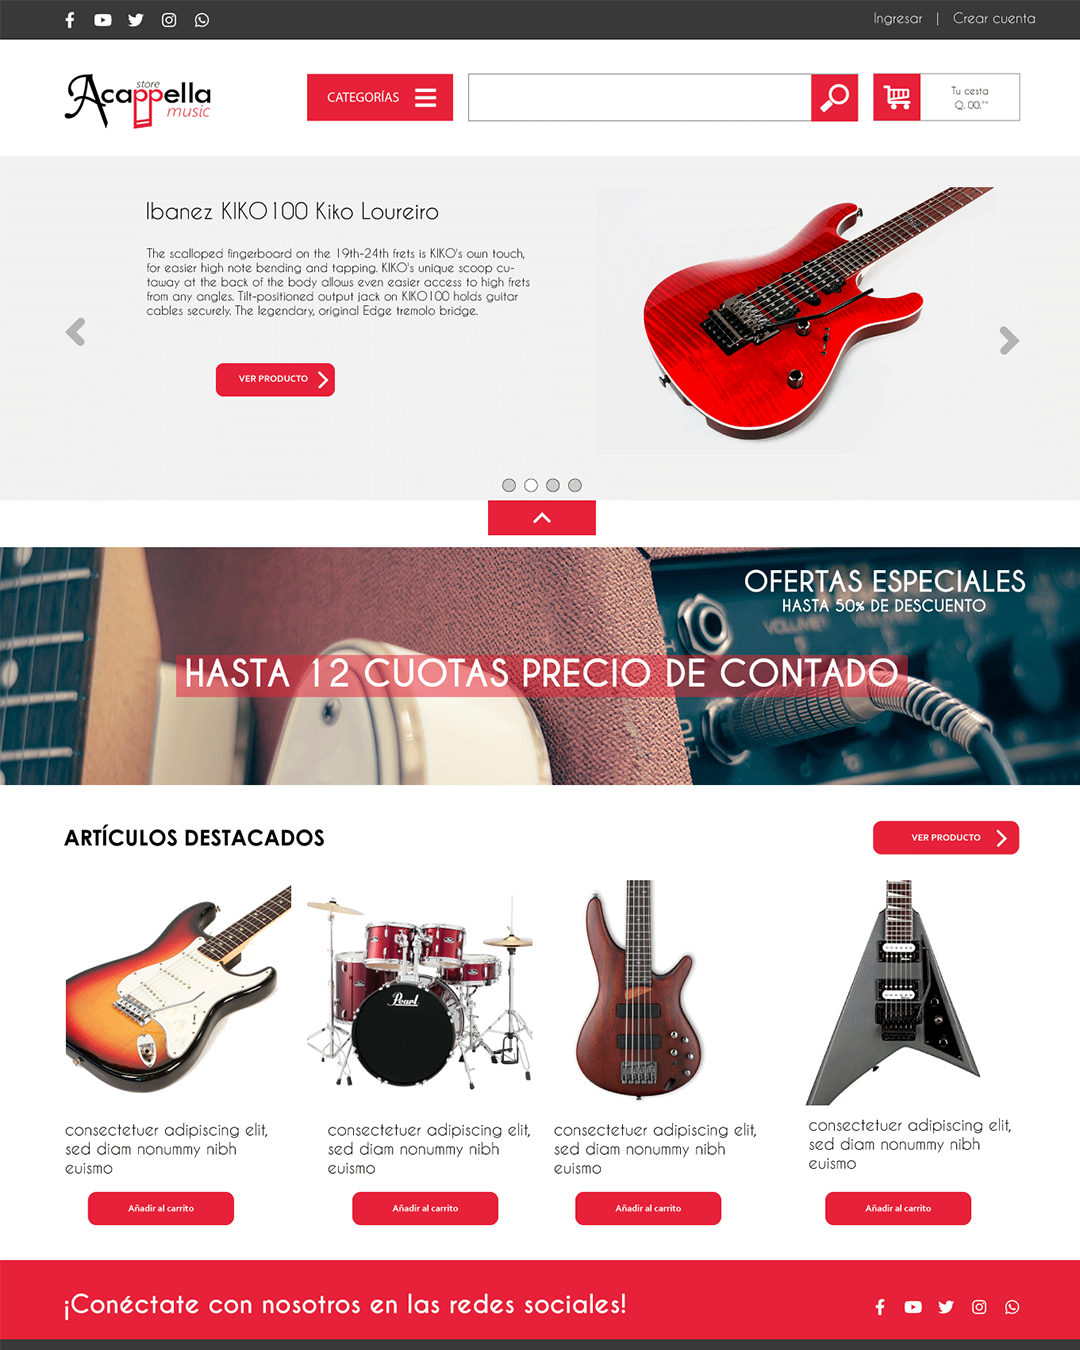 Ingresar | Crear cuenta
store
Acappella
music
CATEGORÍAS
Tu cesta
Q. 00.°°
Ibanez KIKO100 Kiko Loureiro
The scalloped fingerboard on the 19th-24th frets is KIKO's own touch,
for easier high note bending and tapping. KIKO's unique scoop cu-
taway at the back of the body allows even easier access to high frets
from any angles. Tilt-positioned output jack on KIKO100 holds guitar
cables securely. The legendary, original Edge tremolo bridge.
VER PRODUCTO
OFERTAS ESPECIALES
HASTA 50% DE DESCUENTO
HASTA 12 CUOTAS PRECIO DE CONTADO
ARTÍCULOS DESTACADOS
VER PRODUCTO
Pearl
consectetuer adipiscing elit,
sed diam nonummy nibh
euismo
consectetuer adipiscing elit,
sed diam nonummy nibh
euismo
consectetuer adipiscing elit,
sed diam nonummy nibh
euismo
consectetuer adipiscing elit,
sed diam nonummy nibh
euismo
Añadir al carrito
Añadir al carrito
Añadir al carrito
Añadir al carrito
¡Conéctate con nosotros en las redes sociales!